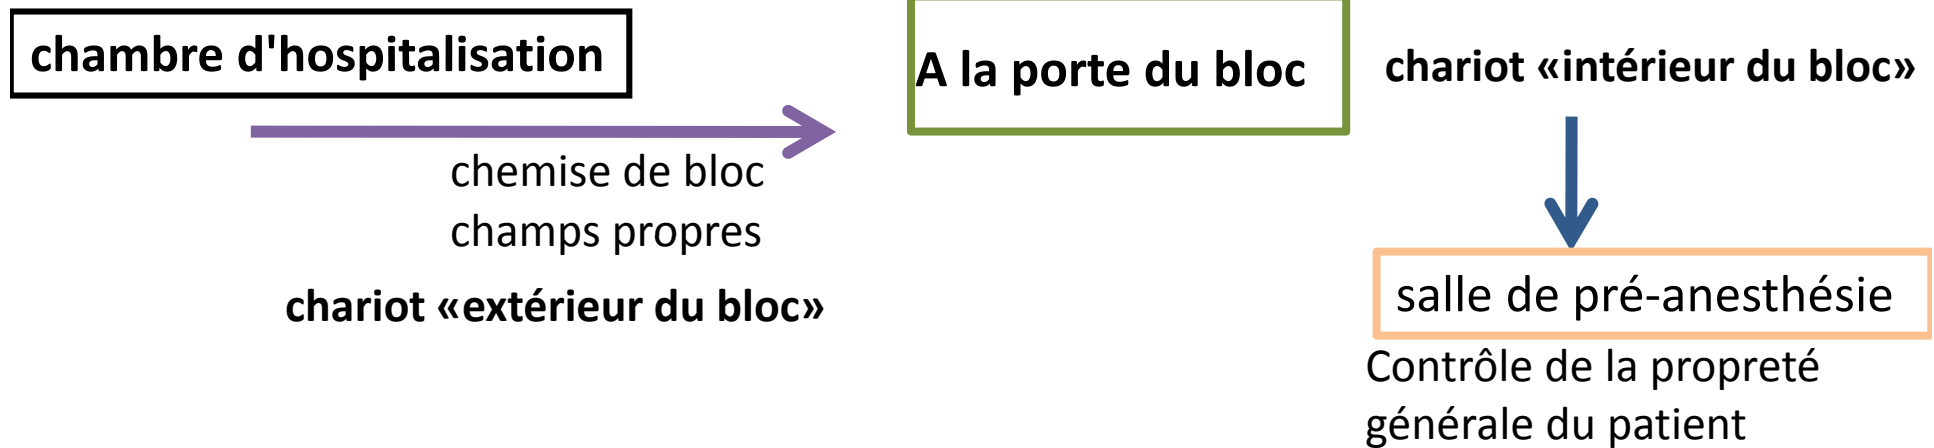 chambre d'hospitalisation
chemise de bloc
champs propres
chariot «extérieur du bloc»
A la porte du bloc
chariot «intérieur du bloc»
salle de pré-anesthésie
Contrôle de la propreté
générale du patient